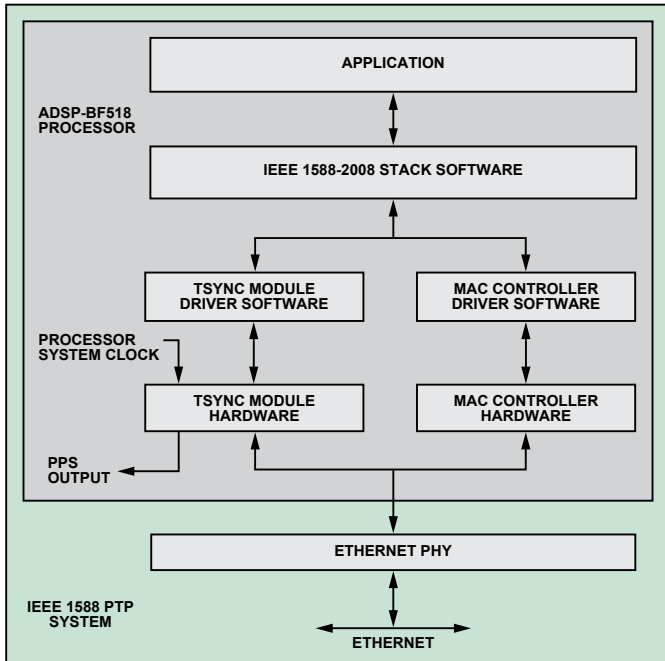 APPLICATION
ADSP-BF518
PROCESSOR
IEEE 1588-2008 STACK SOFTWARE
TSYNC MODULE
DRIVER SOFTWARE
MAC CONTROLLER
DRIVER SOFTWARE
PROCESSOR
SYSTEM CLOCK
TSYNC MODULE
HARDWARE
MAC CONTROLLER
HARDWARE
PPS
OUTPUT
ETHERNET PHY
IEEE 1588 PTP
SYSTEM
ETHERNET